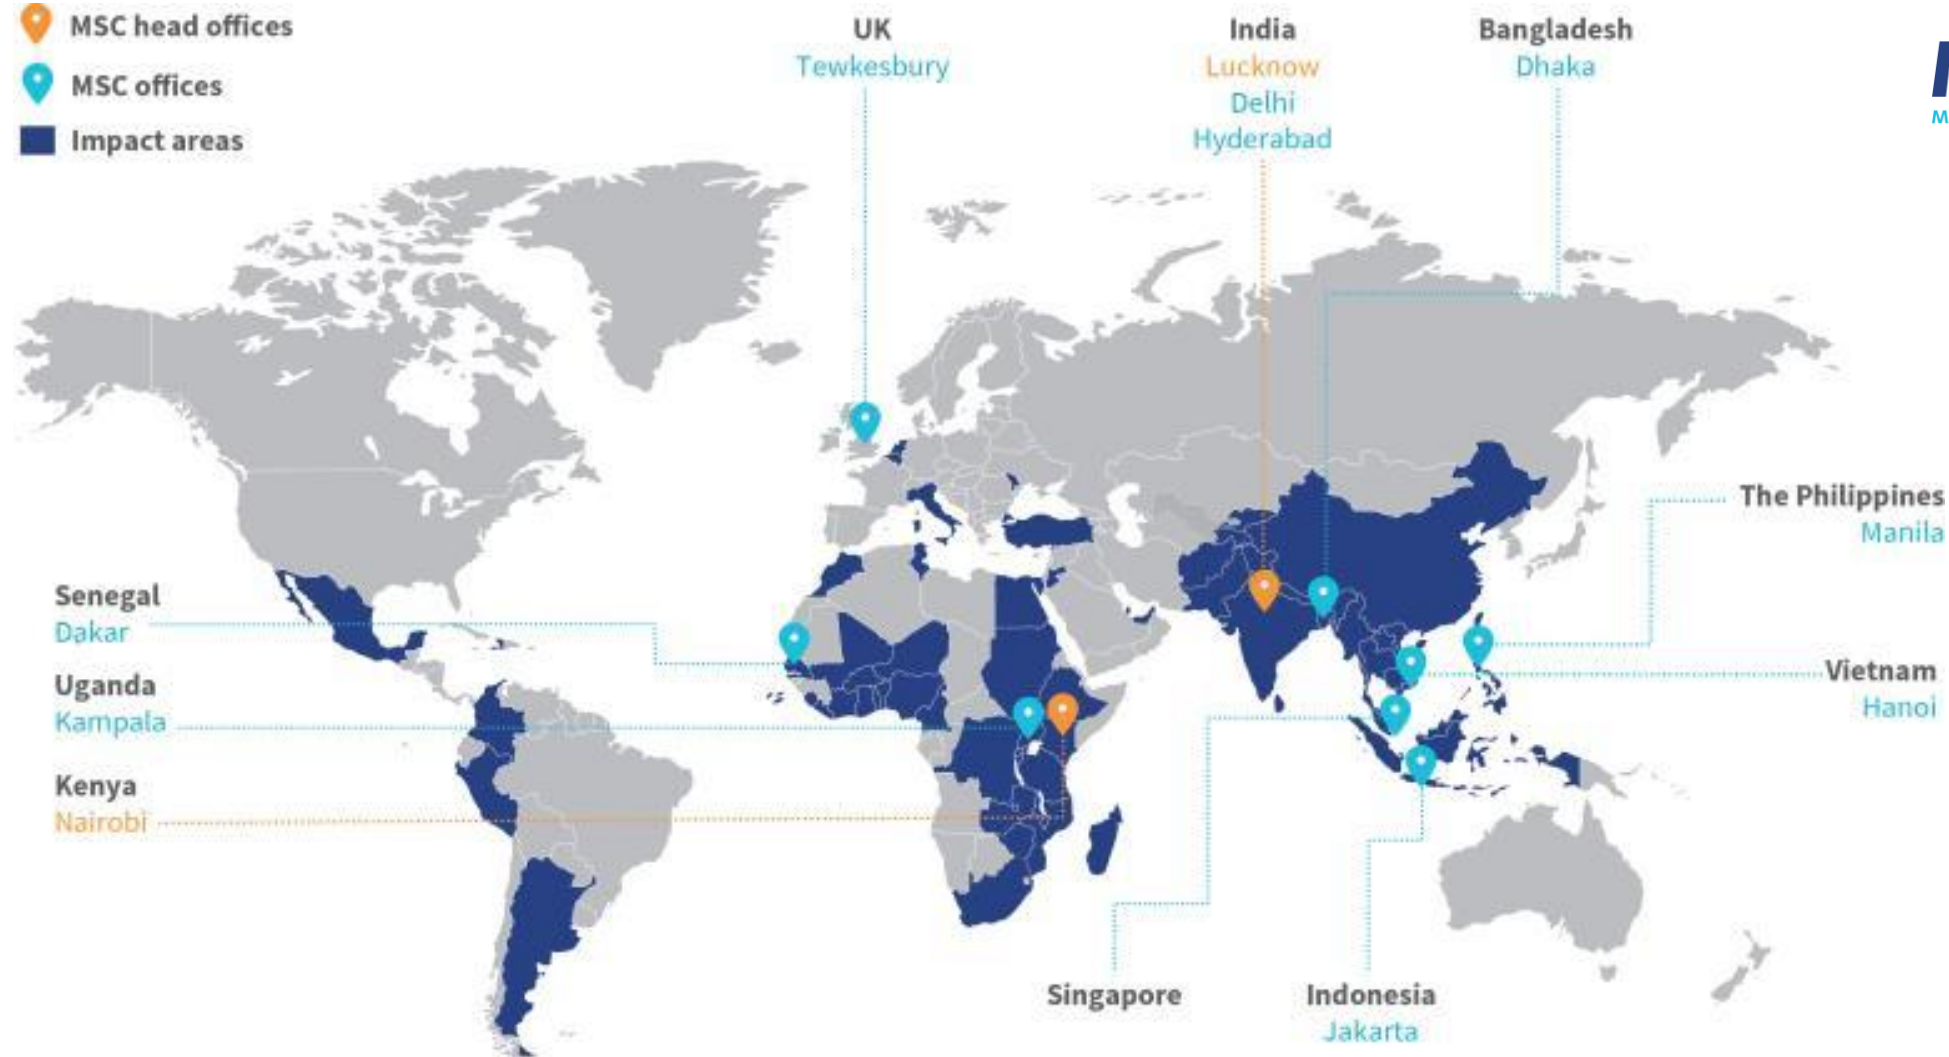 MSC head offices
MSC offices
Impact areas
UK
Tewkesbury
India
Lucknow
Delhi
Hyderabad
Bangladesh
Dhaka
M
The Philippines
Manila
Senegal
Dakar
Uganda
Kampala
Kenya
Nairobi
Vietnam
Hanoi
Singapore
Indonesia
Jakarta